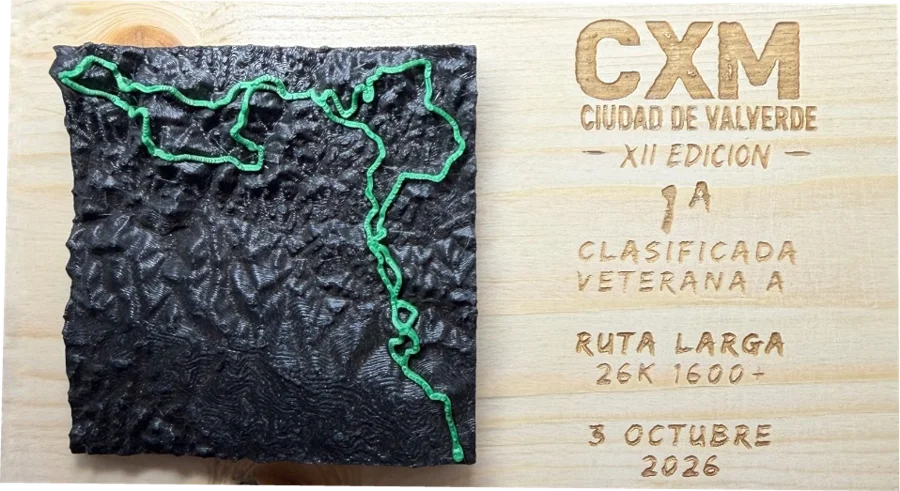 CXM
CIUDAD DE VALVERDE
- XII EDICION -
1ª
CLASIFICADA
VETERANA A
RUTA LARGA
26K 1600+
3 OCTUBRE
2026